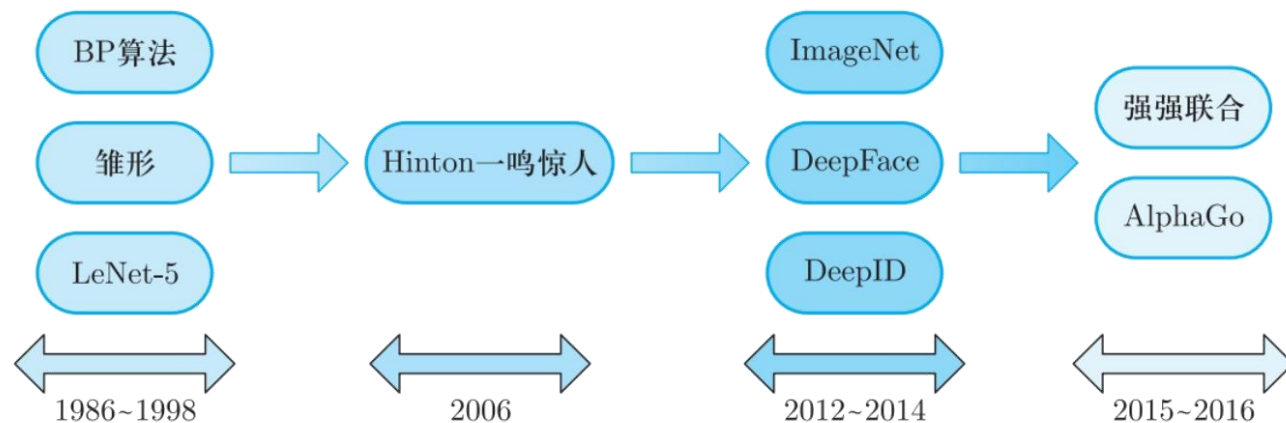 BP算法
雏形
LeNet-5
Hinton一鸣惊人
ImageNet
DeepFace
DeepID
强强联合
AlphaGo
1986~1998
2006
2012~2014
2015~2016